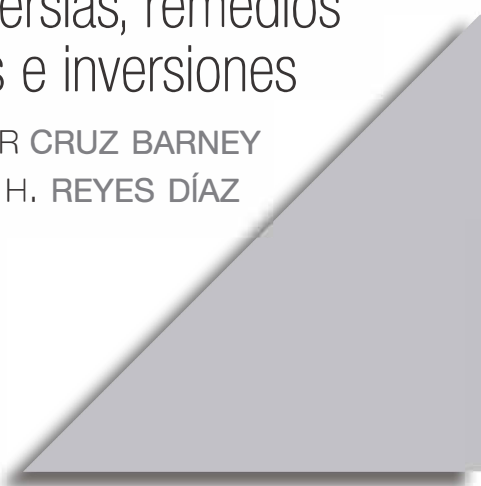 ersias, remedios
s e inversiones
R CRUZ BARNEY
H. REYES DÍAZ